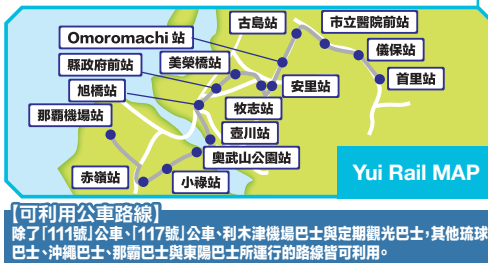 古島站
市立醫院前站
Omoromachi 站
儀保站
縣政府前站
美榮橋站
旭橋站
安里站
首里站
那霸機場站
牧志站
壺川站
奧武山公園站
赤嶺站
小祿站
Yui Rail MAP
【可利用公車路線】
除了「111號」公車、「117號」公車、利木津機場巴士與定期觀光巴士，其他琉球
巴士、沖繩巴士、那霸巴士與東陽巴士所運行的路線皆可利用。